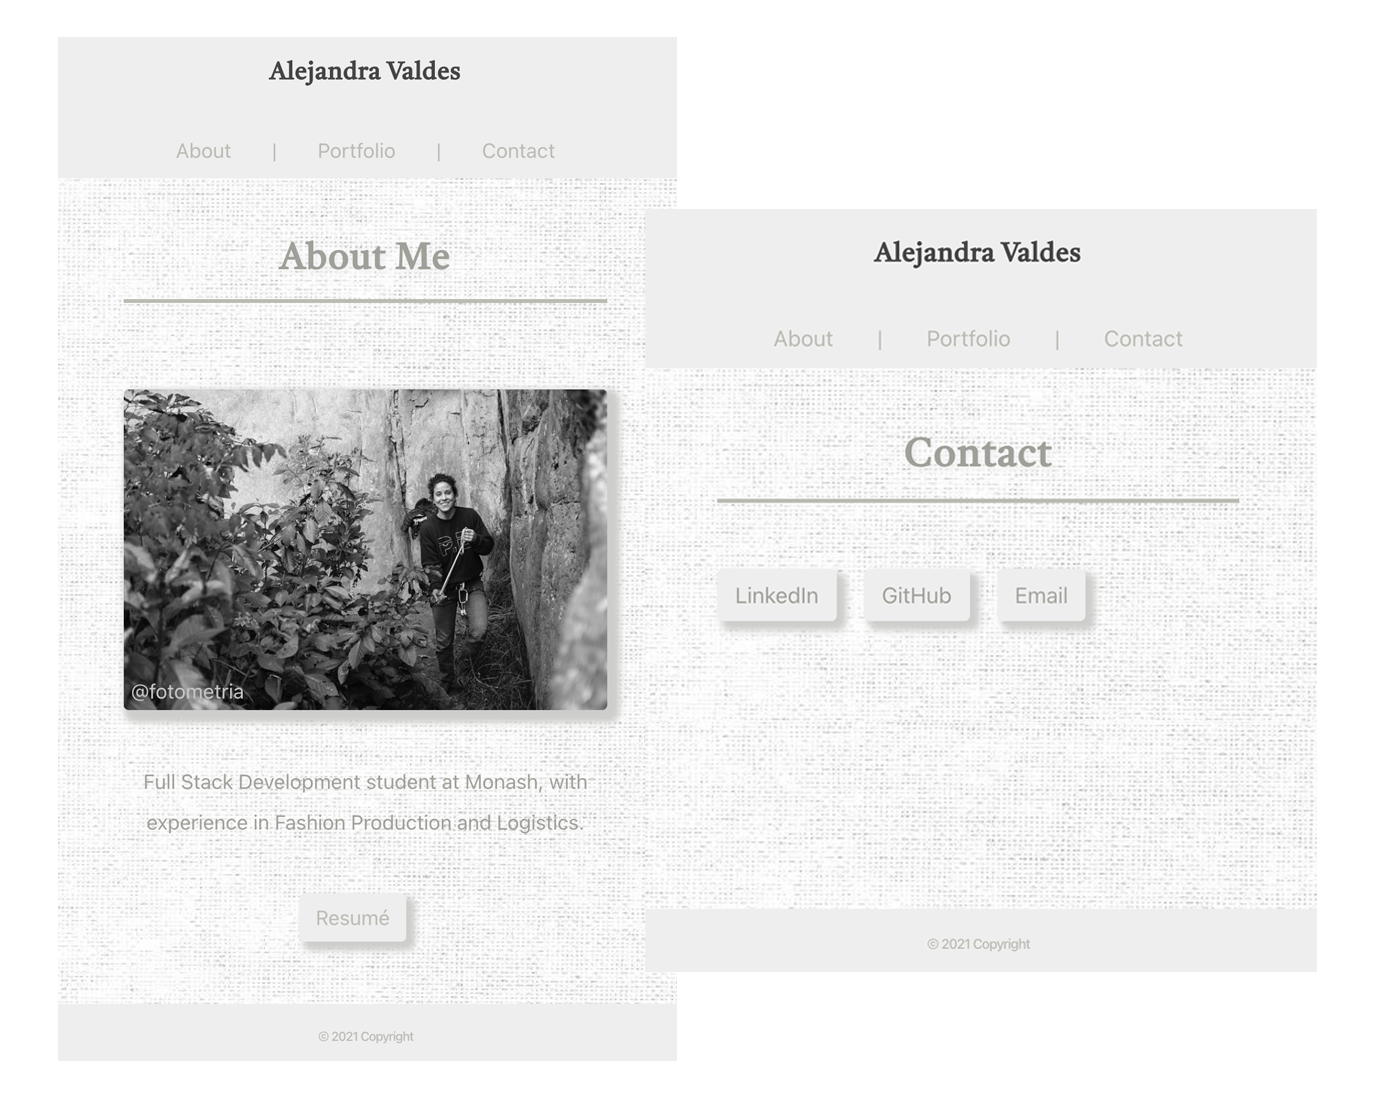 Alejandra Valdes
About | Portfolio | Contact
About Me
@fotometria
Full Stack Development student at Monash, with
experience in Fashion Production and Logistics.
Resumé
© 2021 Copyright
Alejandra Valdes
About | Portfolio | Contact
Contact
LinkedIn GitHub Email
© 2021 Copyright